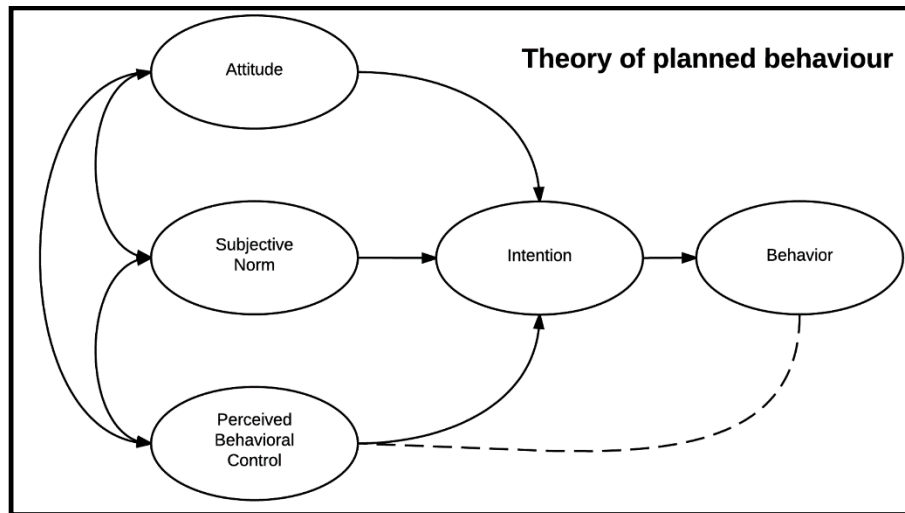 Theory of planned behaviour
Attitude
Subjective
Norm
Intention
Behavior
Perceived
Behavioral
Control